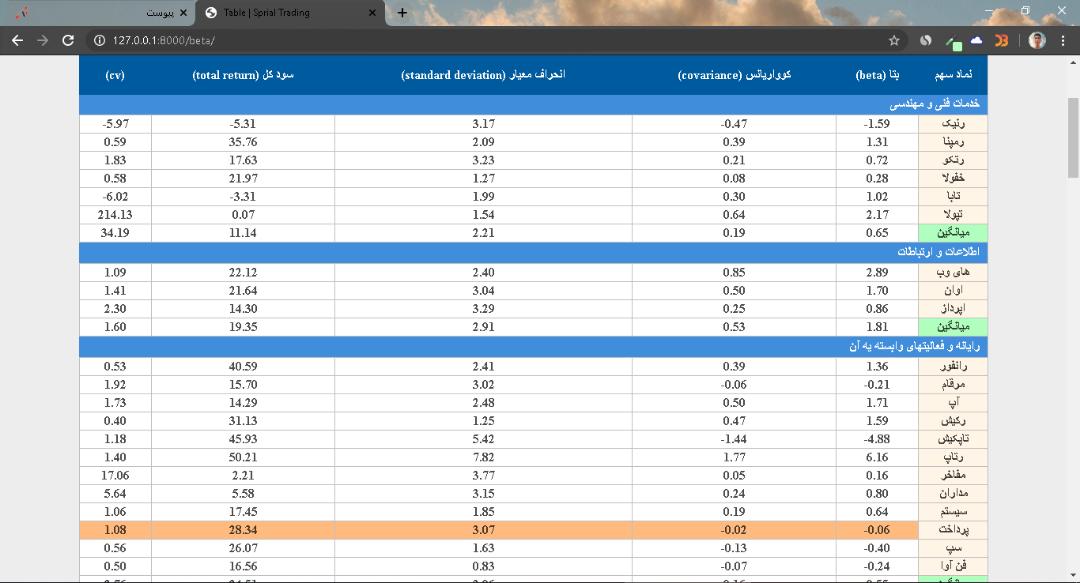 پیوست
Table | Sprial Trading
127.0.0.1:8000/beta/
نماد سهم بتا (beta) کوواریانس (covariance) انحراف معیار (standard deviation) سود کل (total return) (cv)
خدمات فنی و مهندسی
رنیک -1.59 -0.47 3.17 -5.31 -5.97
رمپنا 1.31 0.39 2.09 35.76 0.59
رتکو 0.72 0.21 3.23 17.63 1.83
خفولا 0.28 0.08 1.27 21.97 0.58
تابا 1.02 0.30 1.99 -3.31 -6.02
تپولا 2.17 0.64 1.54 0.07 214.13
میانگین 0.65 0.19 2.21 11.14 34.19
اطلاعات و ارتباطات
های وب 2.89 0.85 2.40 22.12 1.09
اوان 1.70 0.50 3.04 21.64 1.41
اپرداز 0.86 0.25 3.29 14.30 2.30
میانگین 1.81 0.53 2.91 19.35 1.60
رایانه و فعالیتهای وابسته به آن
رانفور 1.36 0.39 2.41 40.59 0.53
مرقام -0.21 -0.06 3.02 15.70 1.92
آپ 1.71 0.50 2.48 14.29 1.73
رکیش 1.59 0.47 1.25 31.13 0.40
تاپکیش -4.88 -1.44 5.42 45.93 1.18
رتاپ 6.16 1.77 7.82 50.21 1.40
مفاخر 0.16 0.05 3.77 2.21 17.06
مداران 0.80 0.24 3.15 5.58 5.64
سیستم 0.64 0.19 1.85 17.45 1.06
پرداخت -0.06 -0.02 3.07 28.34 1.08
سپ -0.40 -0.13 1.63 26.07 0.56
فن آوا -0.24 -0.07 0.83 16.56 0.50